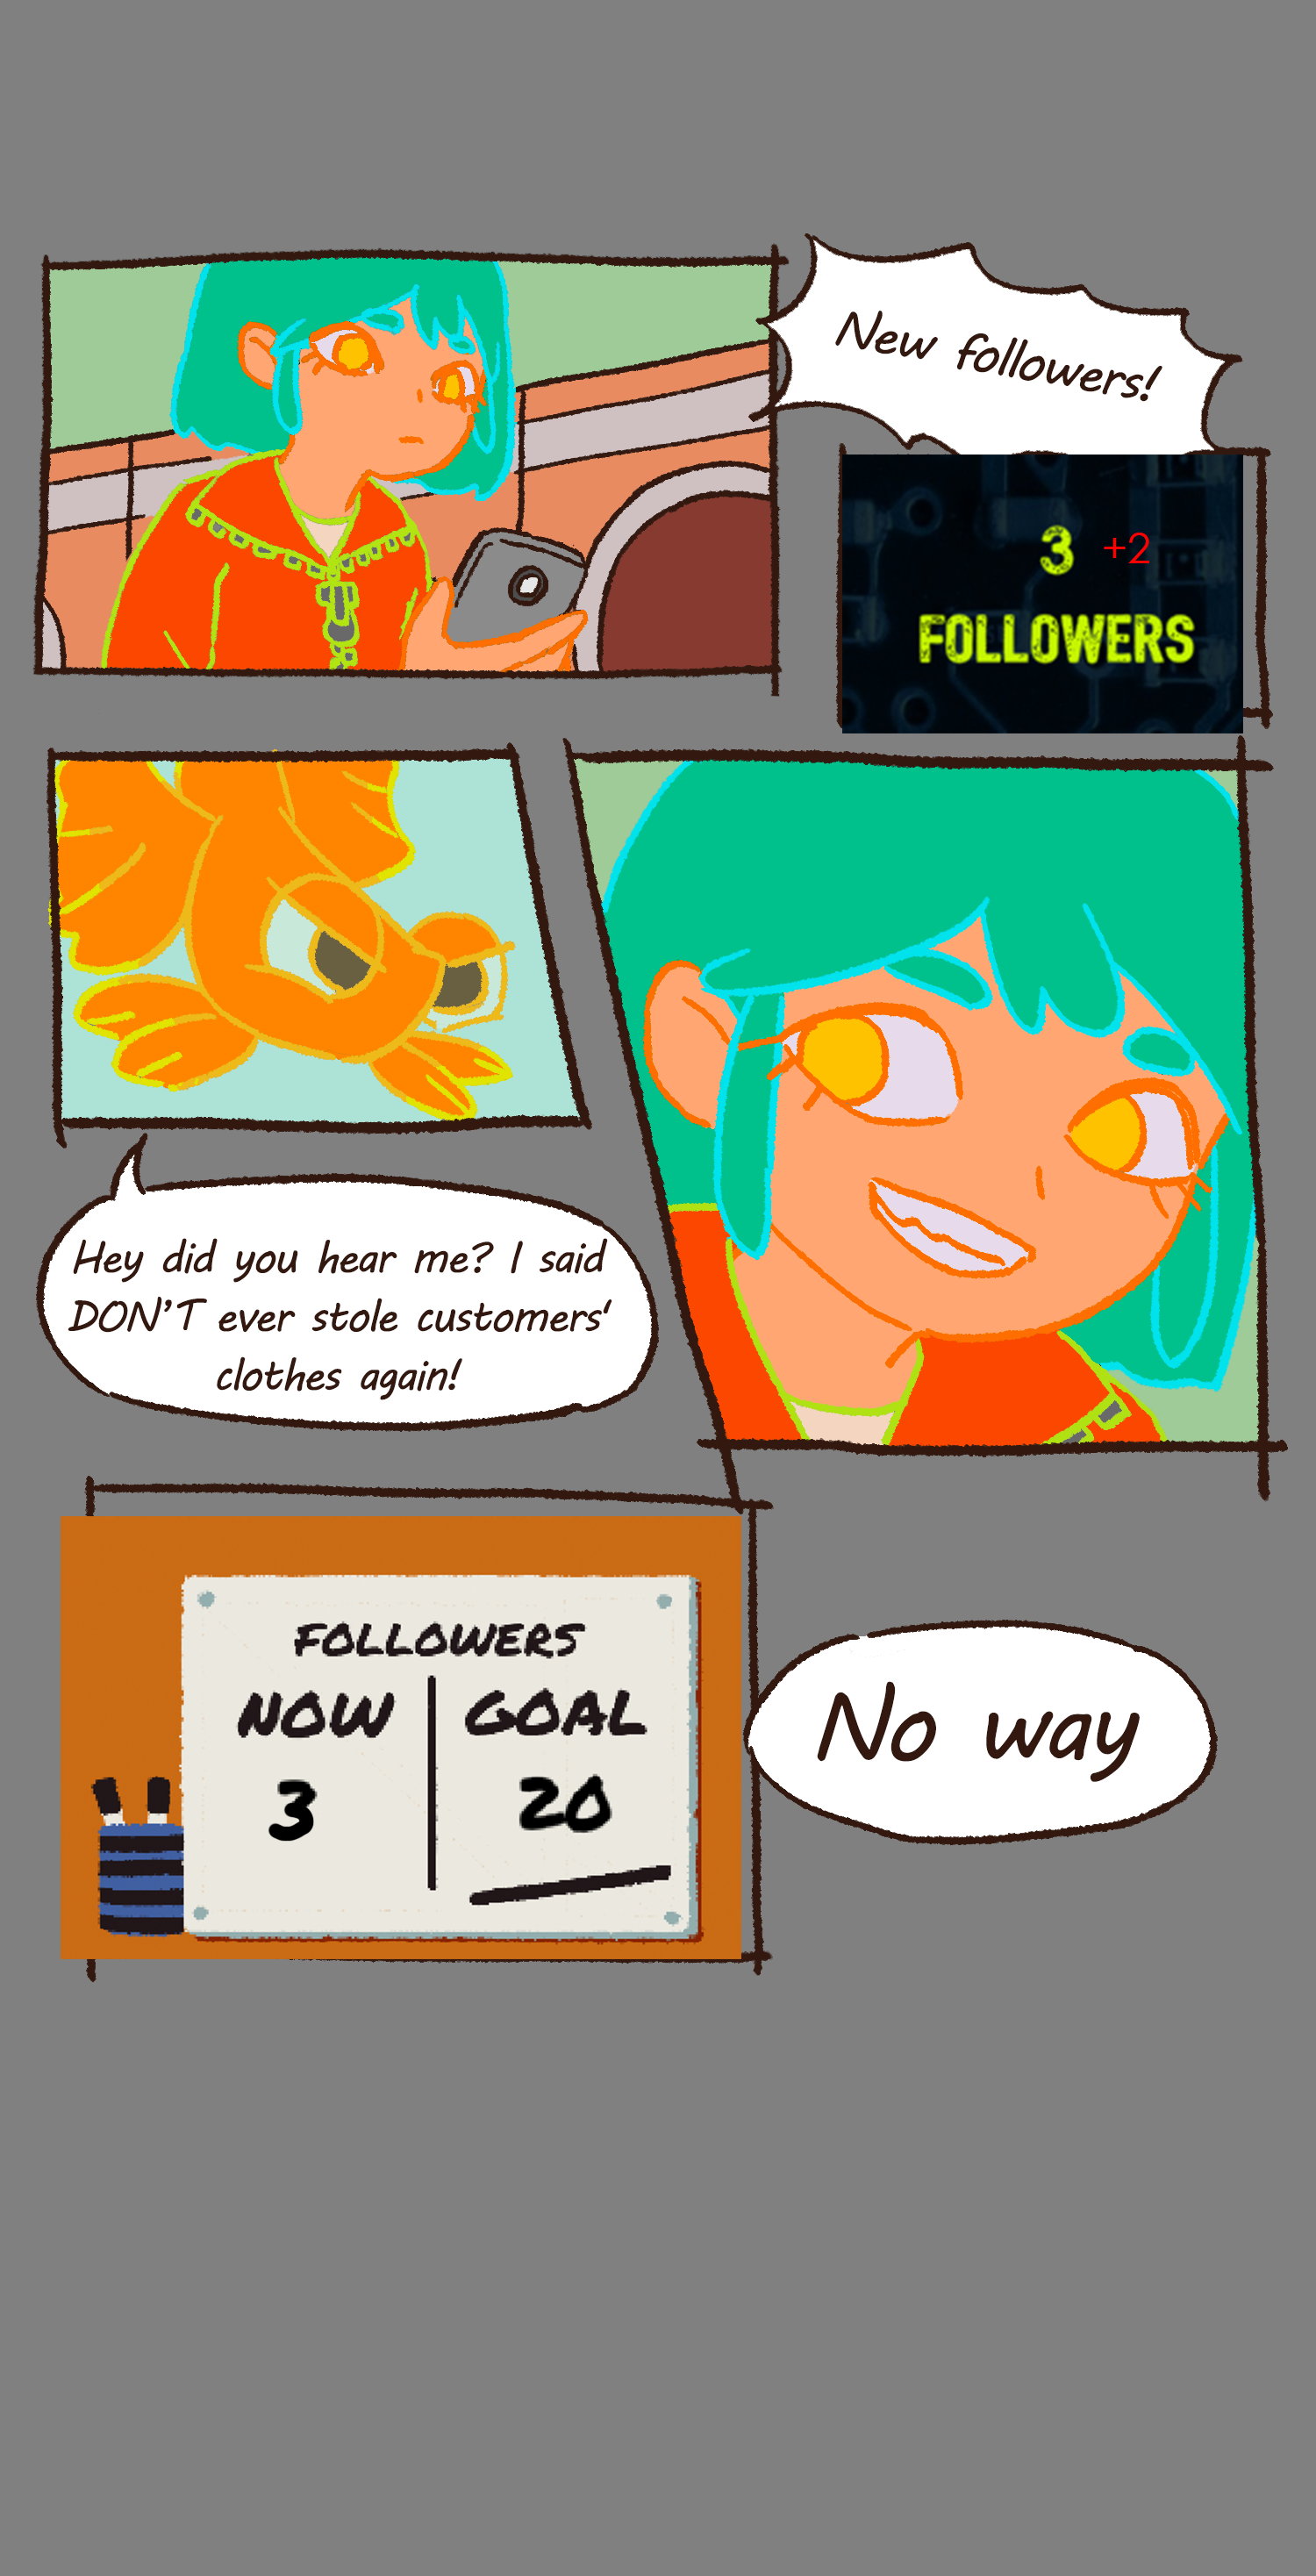 New followers!
3 +2
FOLLOWERS
Hey did you hear me? I said
DON'T ever stole customers'
clothes again!
FOLLOWERS
NOW GOAL
3 20
No way